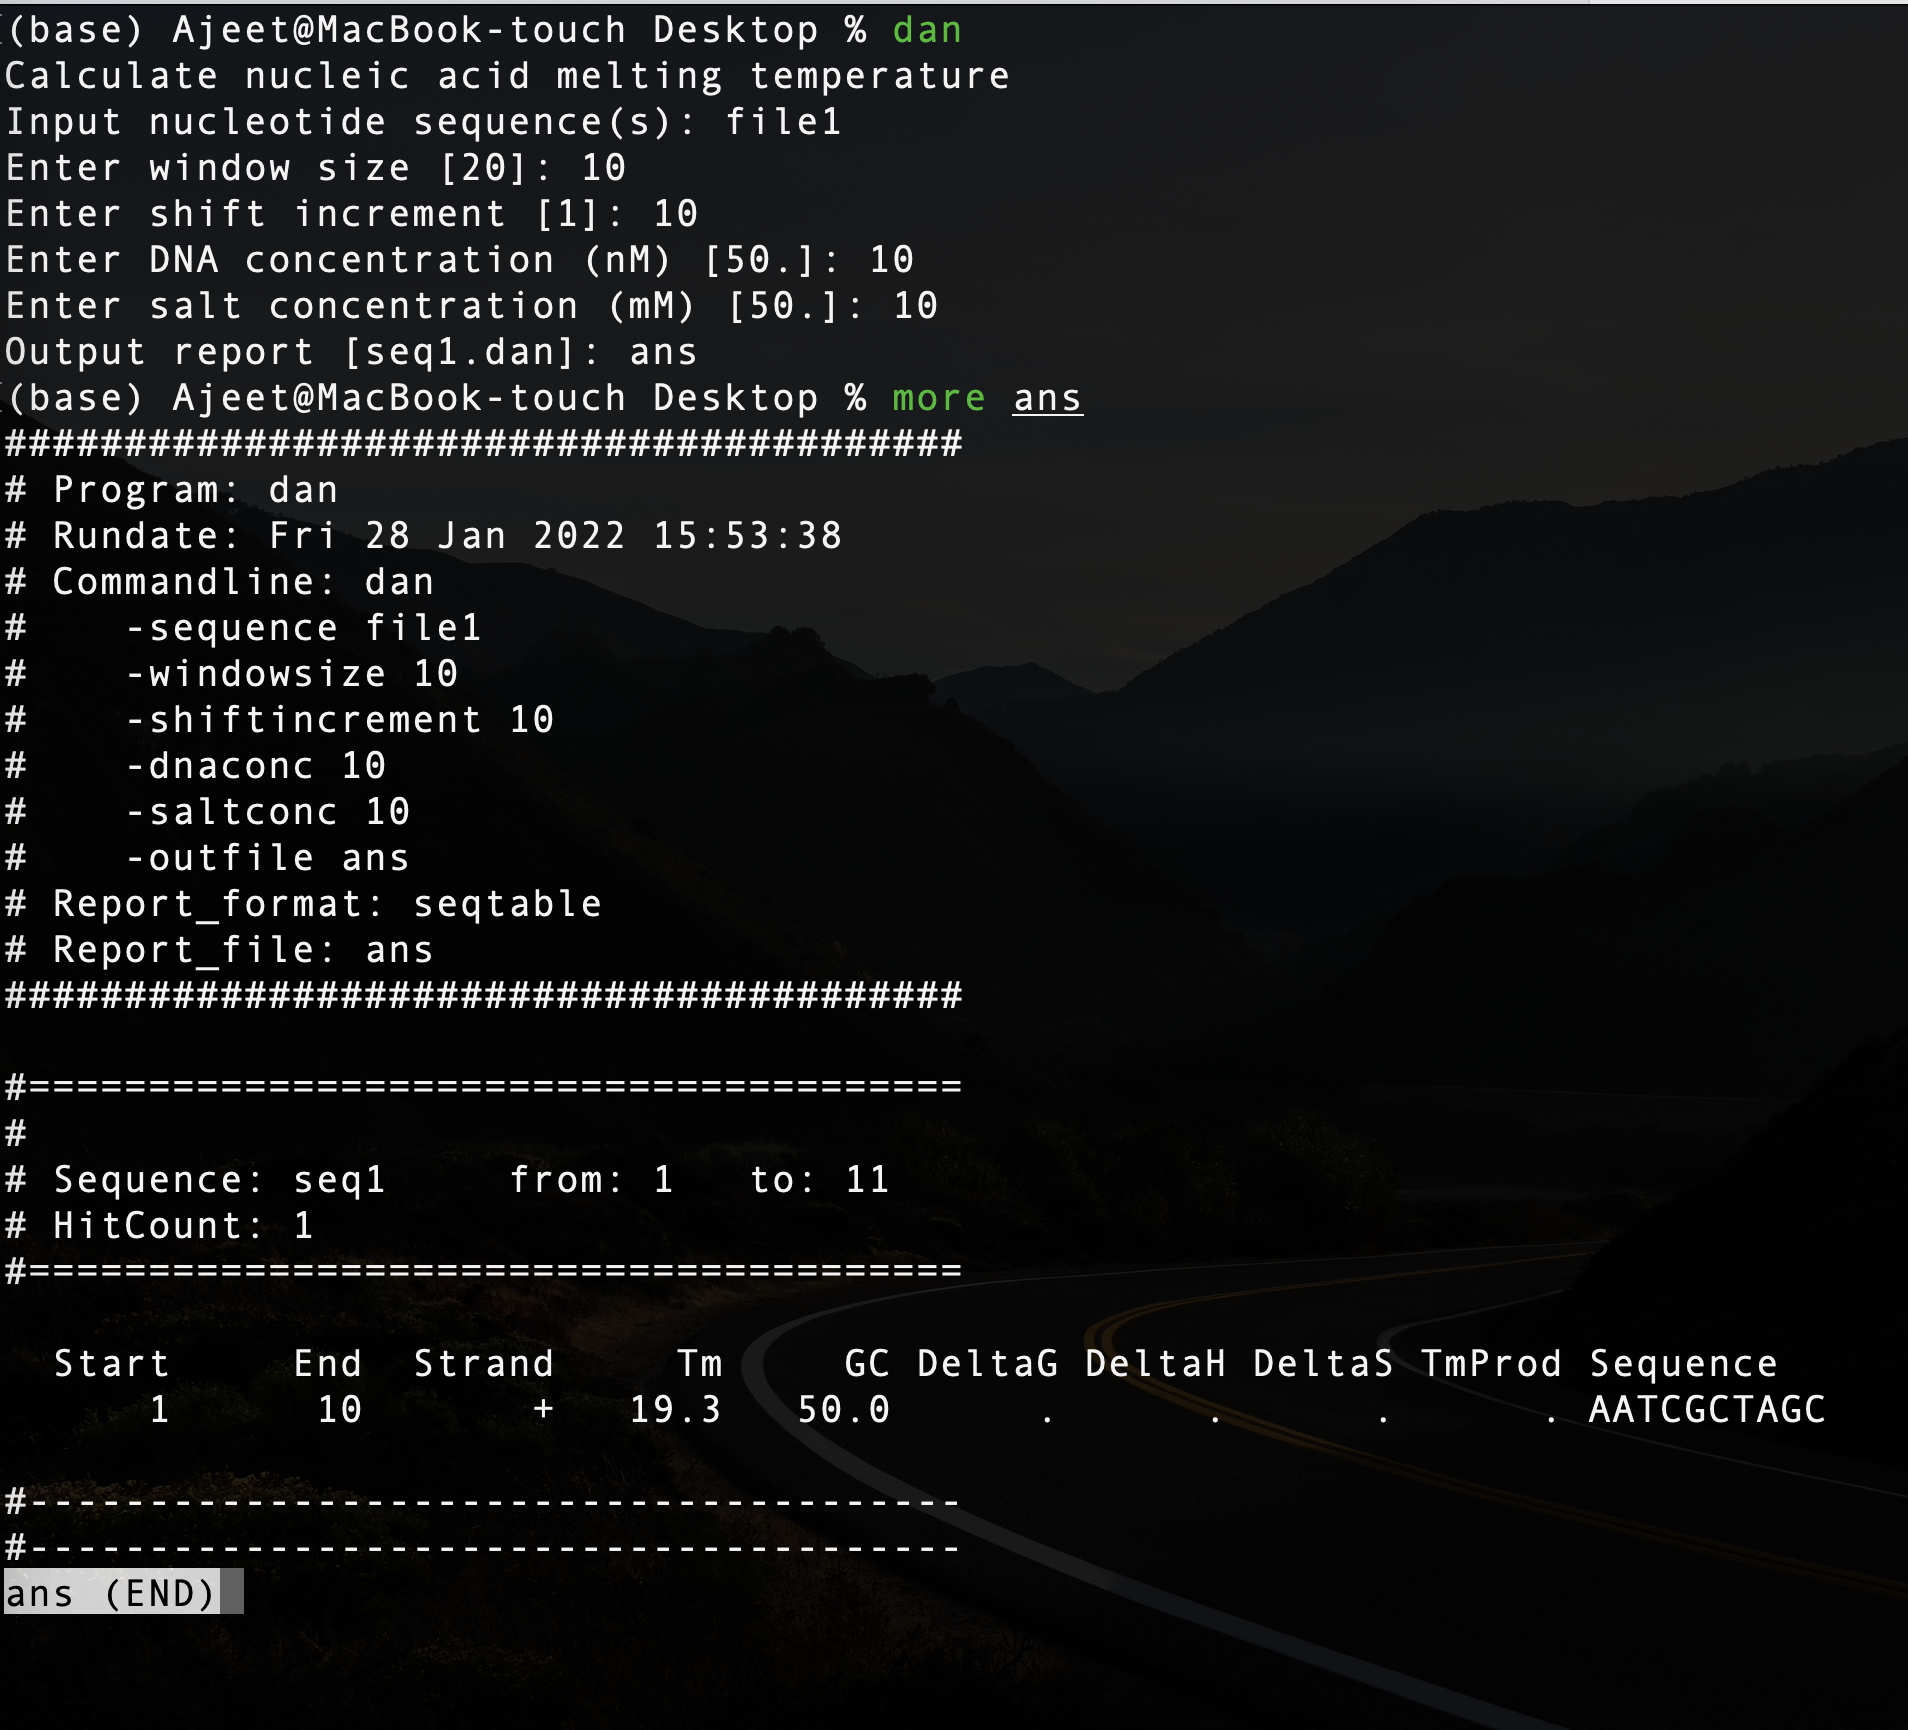 (base) Ajeet@MacBook-touch Desktop % dan
Calculate nucleic acid melting temperature
Input nucleotide sequence(s): file1
Enter window size [20]: 10
Enter shift increment [1]: 10
Enter DNA concentration (nM) [50.]: 10
Enter salt concentration (mM) [50.]: 10
Output report [seq1.dan]: ans
(base) Ajeet@MacBook-touch Desktop % more ans
########################################
# Program: dan
# Rundate: Fri 28 Jan 2022 15:53:38
# Commandline: dan
#    -sequence file1
#    -windowsize 10
#    -shiftincrement 10
#    -dnaconc 10
#    -saltconc 10
#    -outfile ans
# Report_format: seqtable
# Report_file: ans
########################################

#=======================================
#
# Sequence: seq1     from: 1   to: 11
# HitCount: 1
#=======================================

  Start     End  Strand     Tm     GC DeltaG DeltaH DeltaS TmProd Sequence
      1      10       +   19.3   50.0      .      .      .      . AATCGCTAGC

#---------------------------------------
#---------------------------------------
ans (END)